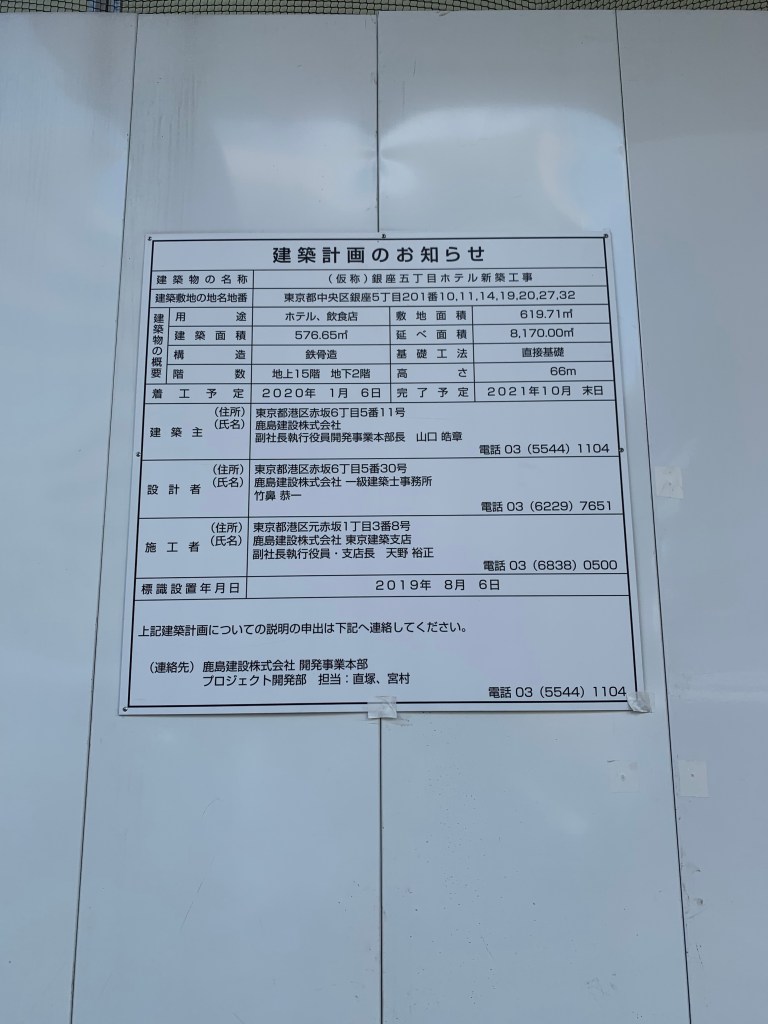 建築計画のお知らせ
建築物の名称 (仮称)銀座五丁目ホテル新築工事
建築敷地の地名地番 東京都中央区銀座5丁目201番10,11,14,19,20,27,32
建築物の概要
用途 ホテル、飲食店 敷地面積 619.71㎡
建築面積 576.65㎡ 延べ面積 8,170.00㎡
構造 鉄骨造 基礎工法 直接基礎
階数 地上15階 地下2階 高さ 66m
着工予定 2020年 1月 6日 完了予定 2021年10月 末日
建築主 (住所) 東京都港区赤坂6丁目5番11号
(氏名) 鹿島建設株式会社
副社長執行役員開発事業本部長 山口 皓章
電話 03 (5544) 1104
設計者 (住所) 東京都港区赤坂6丁目5番30号
(氏名) 鹿島建設株式会社 一級建築士事務所
竹鼻 恭一
電話 03 (6229) 7651
施工者 (住所) 東京都港区元赤坂1丁目3番8号
(氏名) 鹿島建設株式会社 東京建築支店
副社長執行役員・支店長 天野 裕正
電話 03 (6838) 0500
標識設置年月日 2019年 8月 6日
上記建築計画についての説明の申出は下記へ連絡してください。
(連絡先) 鹿島建設株式会社 開発事業本部
プロジェクト開発部 担当:直塚、宮村
電話 03 (5544) 1104